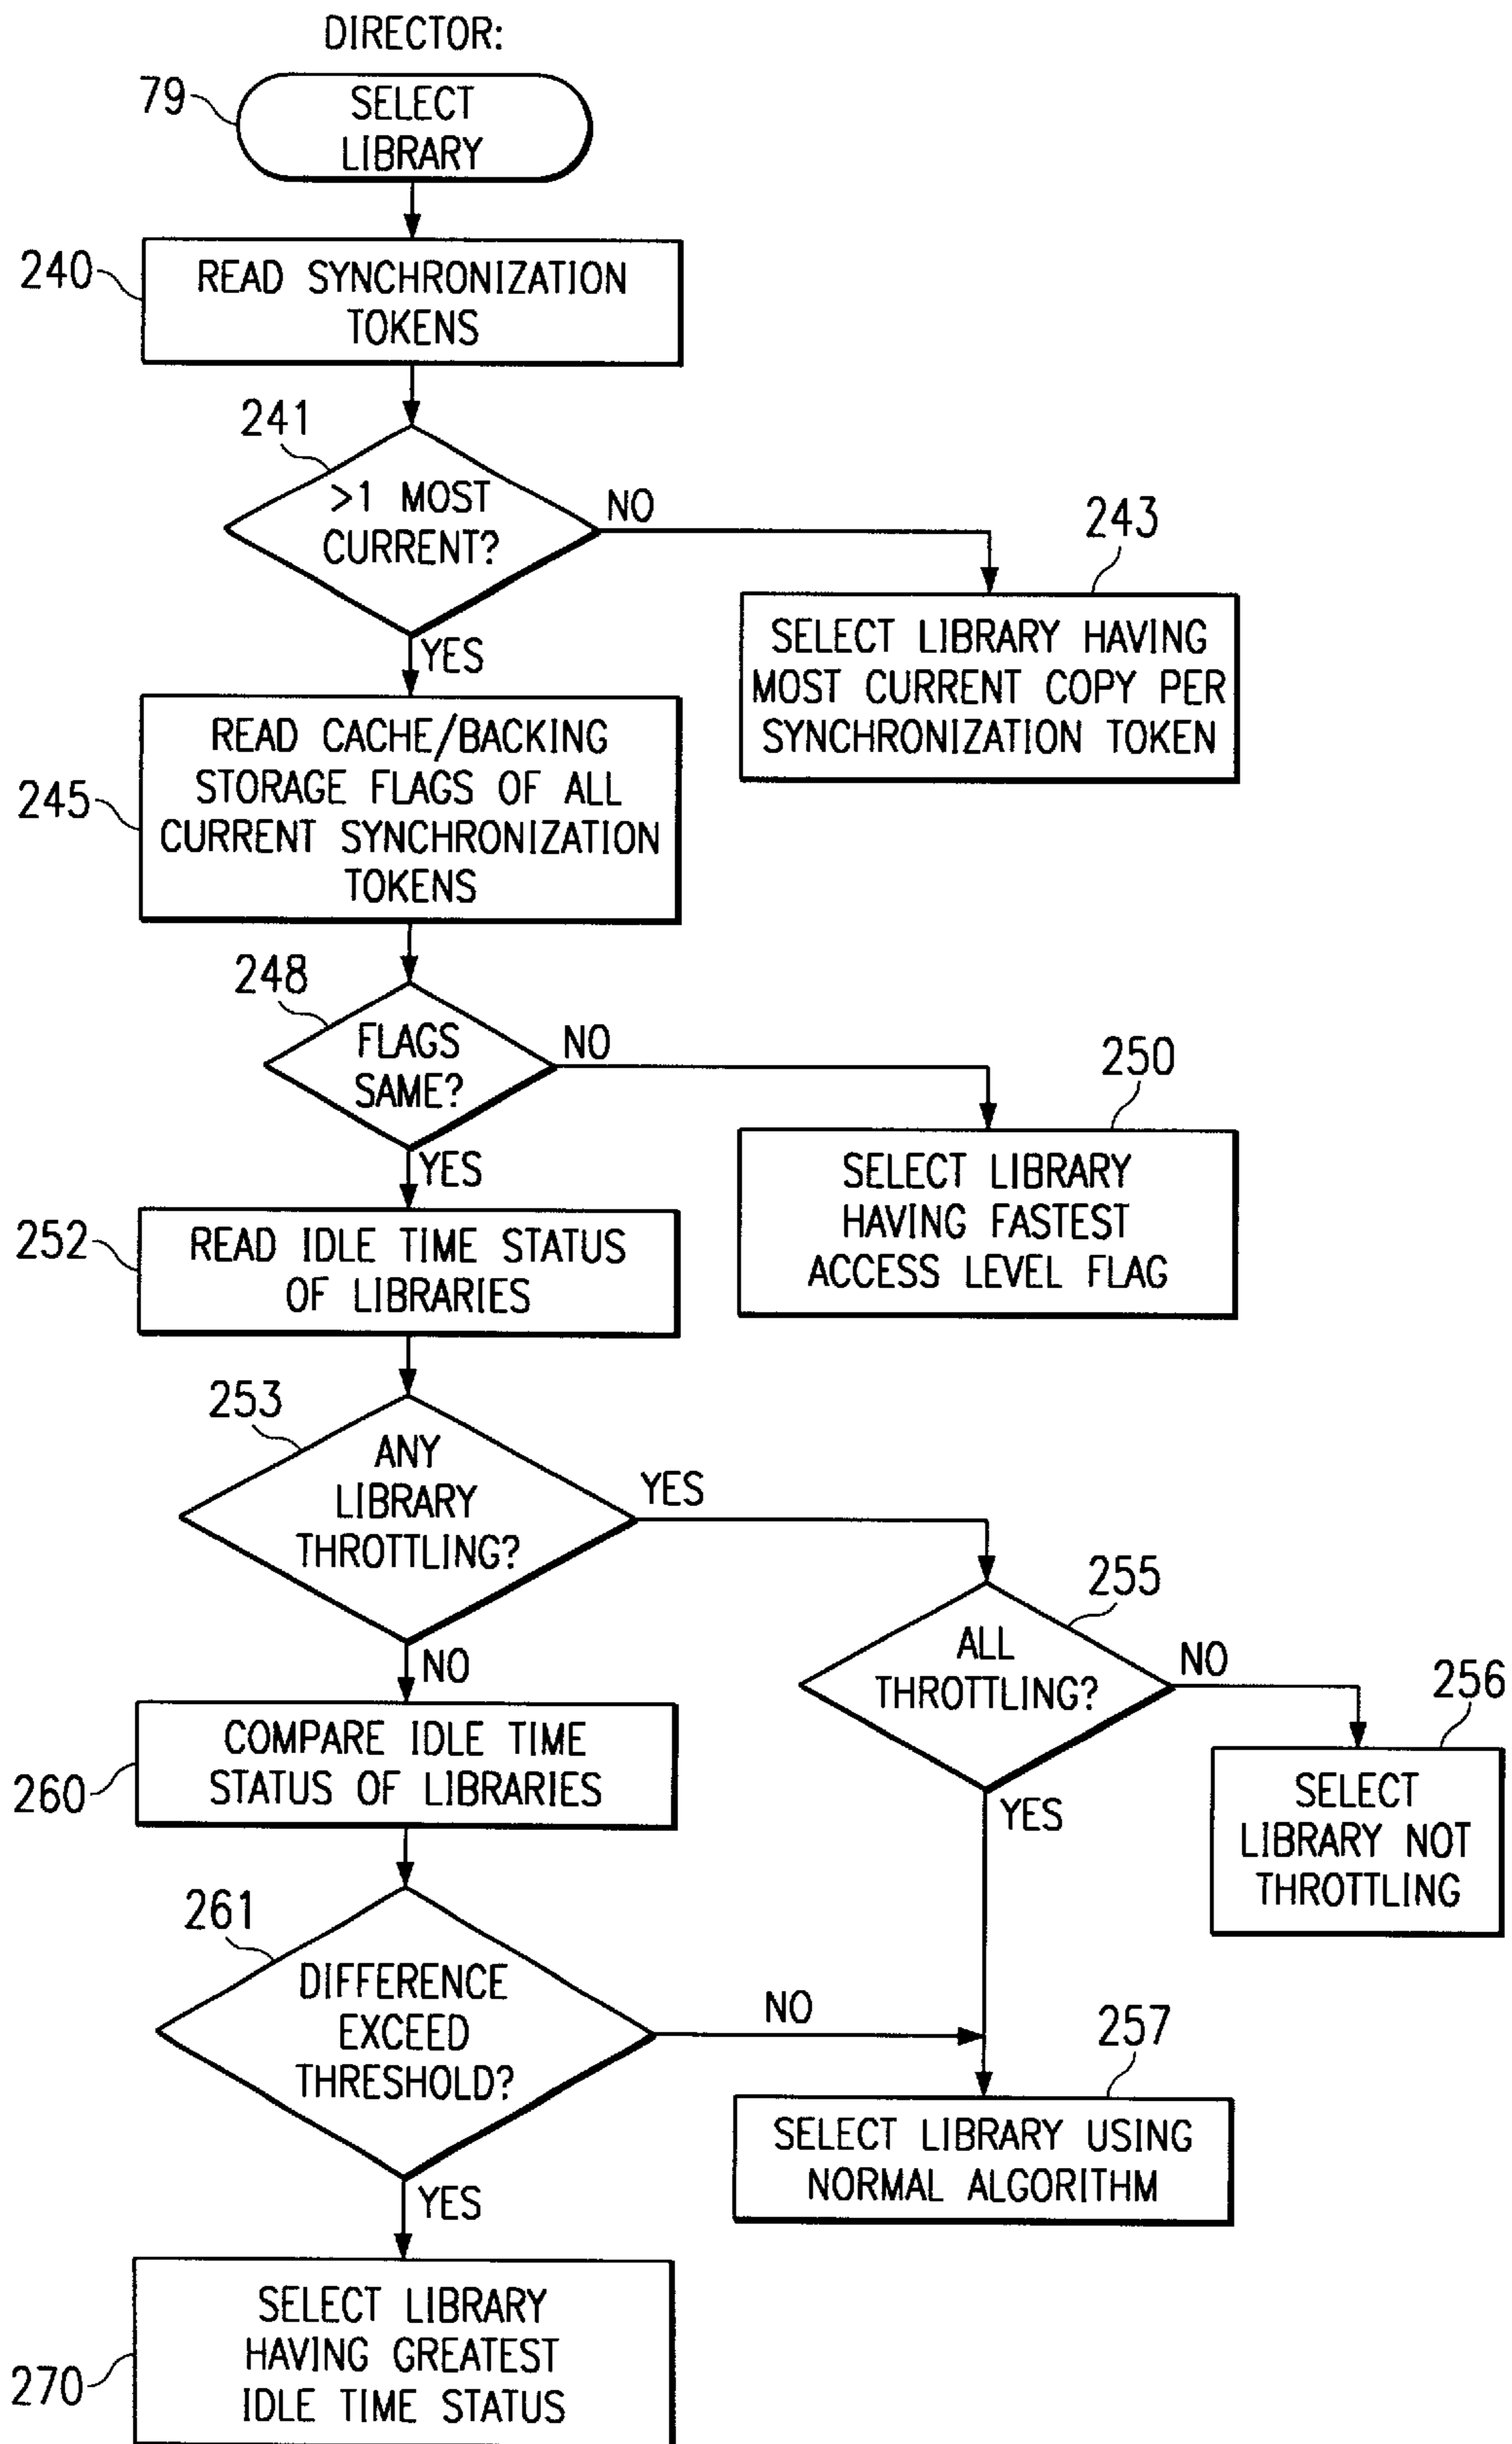 DIRECTOR:
79
SELECT
LIBRARY
240
READ SYNCHRONIZATION
TOKENS
241
>1 MOST
CURRENT?
NO
YES
243
SELECT LIBRARY HAVING
MOST CURRENT COPY PER
SYNCHRONIZATION TOKEN
245
READ CACHE/BACKING
STORAGE FLAGS OF ALL
CURRENT SYNCHRONIZATION
TOKENS
248
FLAGS
SAME?
NO
YES
250
SELECT LIBRARY
HAVING FASTEST
ACCESS LEVEL FLAG
252
READ IDLE TIME STATUS
OF LIBRARIES
253
ANY
LIBRARY
THROTTLING?
YES
NO
255
ALL
THROTTLING?
NO
YES
256
SELECT
LIBRARY NOT
THROTTLING
260
COMPARE IDLE TIME
STATUS OF LIBRARIES
261
DIFFERENCE
EXCEED
THRESHOLD?
NO
YES
257
SELECT LIBRARY USING
NORMAL ALGORITHM
270
SELECT LIBRARY
HAVING GREATEST
IDLE TIME STATUS